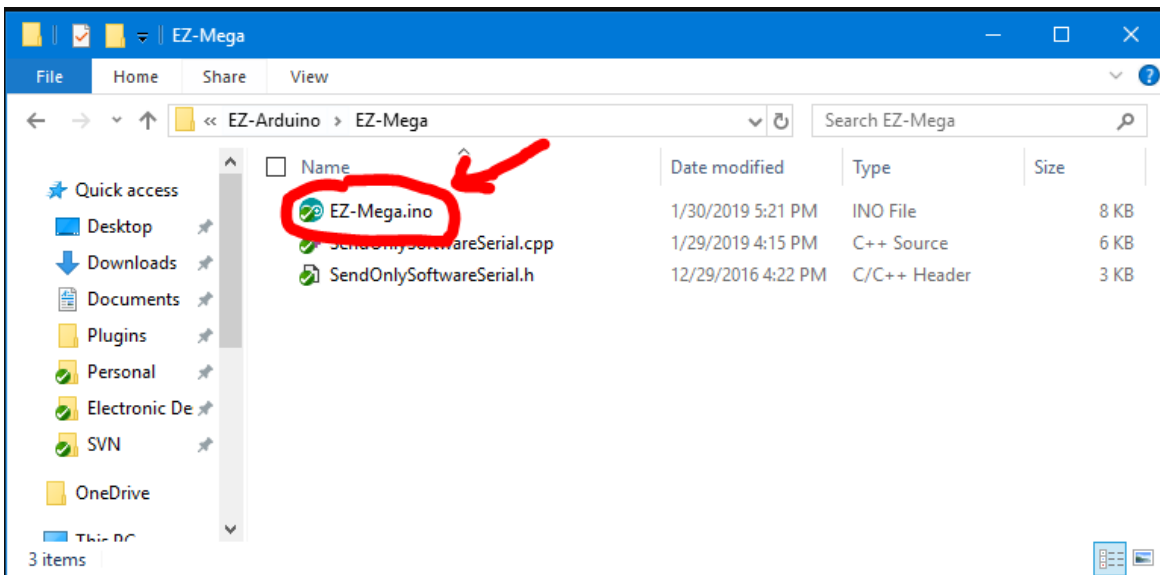 EZ-Mega
File Home Share View
« EZ-Arduino > EZ-Mega
Search EZ-Mega
Name Date modified Type Size
Quick access
Desktop
Downloads
Documents
Plugins
Personal
Electronic De
SVN
OneDrive
This PC
EZ-Mega.ino 1/30/2019 5:21 PM INO File 8 KB
SendOnlySoftwareSerial.cpp 1/29/2019 4:15 PM C++ Source 6 KB
SendOnlySoftwareSerial.h 12/29/2016 4:22 PM C/C++ Header 3 KB
3 items